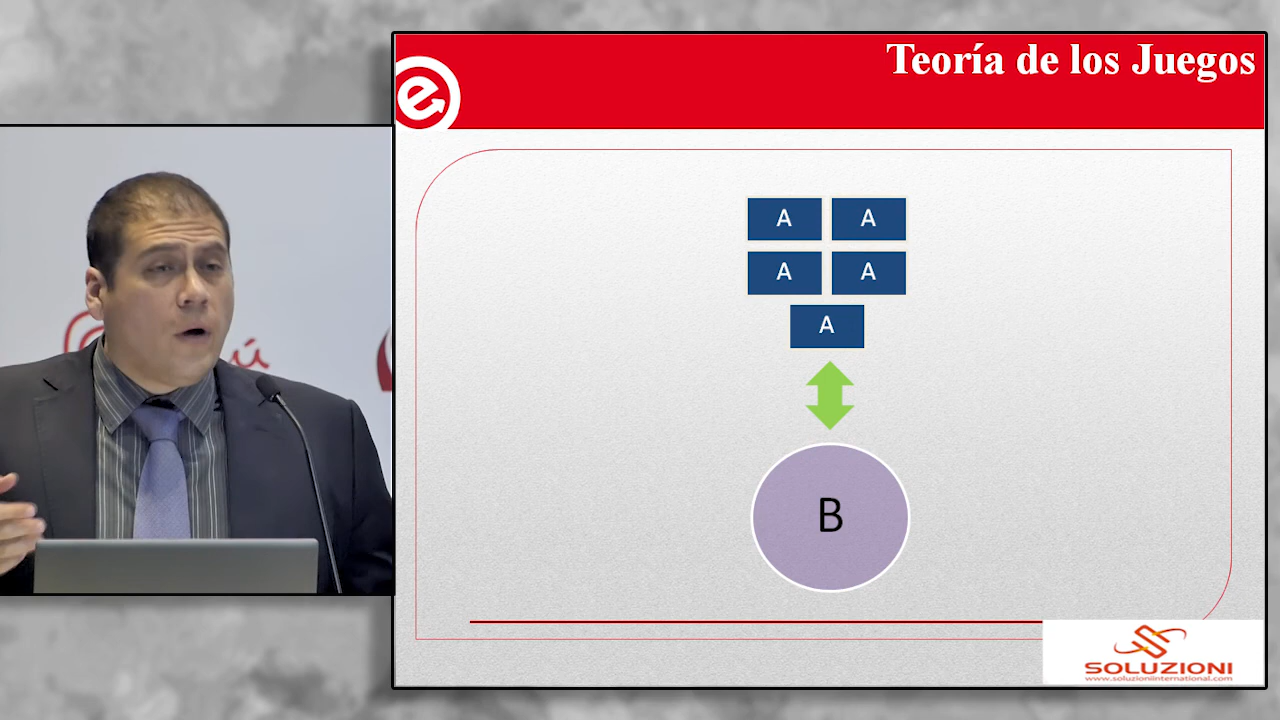 Teoría de los Juegos
A A
A A
A
B
SOLUZIONI
www.soluzioniinternational.com